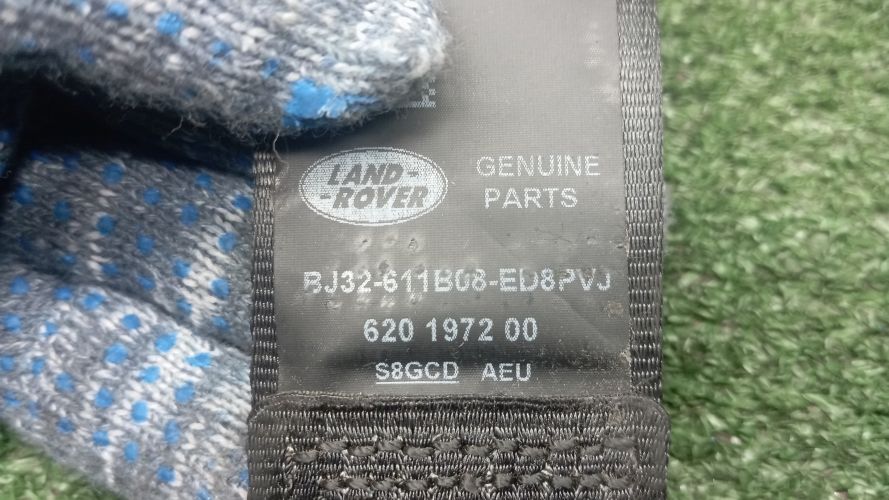 LAND-
-ROVER
GENUINE
PARTS
BJ32-611B08-ED8PVJ
620 1972 00
S8GCD AEU